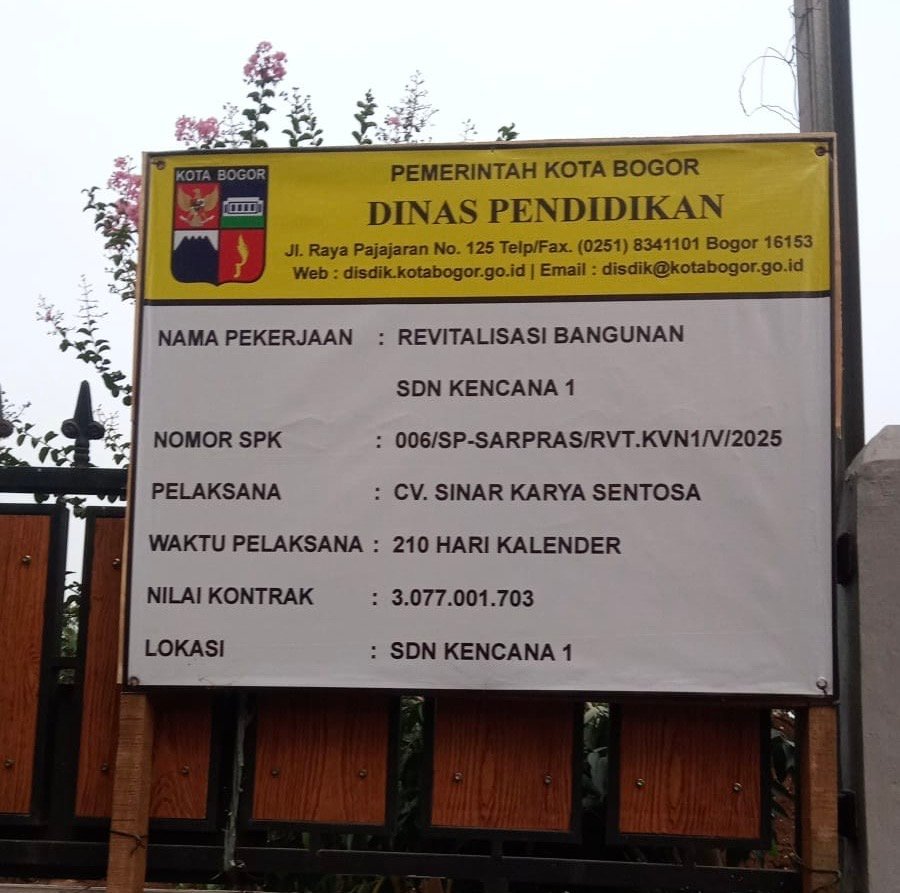 KOTA BOGOR
PEMERINTAH KOTA BOGOR
DINAS PENDIDIKAN
Jl. Raya Pajajaran No. 125 Telp/Fax. (0251) 8341101 Bogor 16153
Web : disdik.kotabogor.go.id | Email : disdik@kotabogor.go.id
NAMA PEKERJAAN : REVITALISASI BANGUNAN
SDN KENCANA 1
NOMOR SPK : 006/SP-SARPRAS/RVT.KVN1/V/2025
PELAKSANA : CV. SINAR KARYA SENTOSA
WAKTU PELAKSANA : 210 HARI KALENDER
NILAI KONTRAK : 3.077.001.703
LOKASI : SDN KENCANA 1